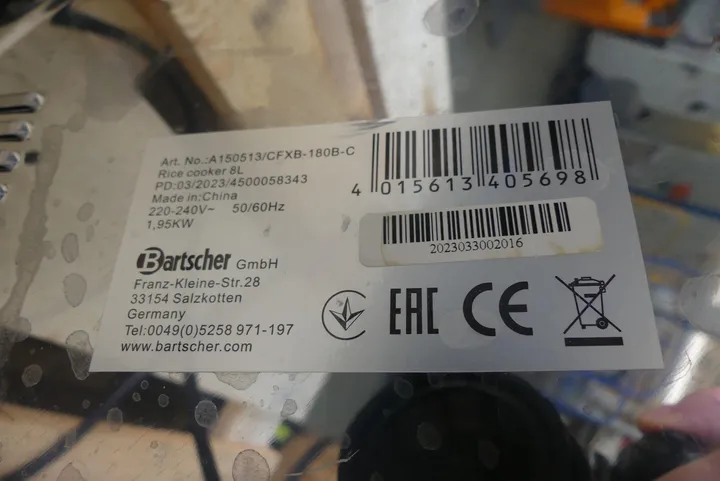 Art. No.:A150513/CFXB-180B-C
Rice cooker 8L
PD:03/2023/4500058343
Made in:China
220-240V~ 50/60Hz
1,95KW
4 015613 405698
2023033002016
Bartscher GmbH
Franz-Kleine-Str.28
33154 Salzkotten
Germany
Tel:0049(0)5258 971-197
www.bartscher.com
EAC CE